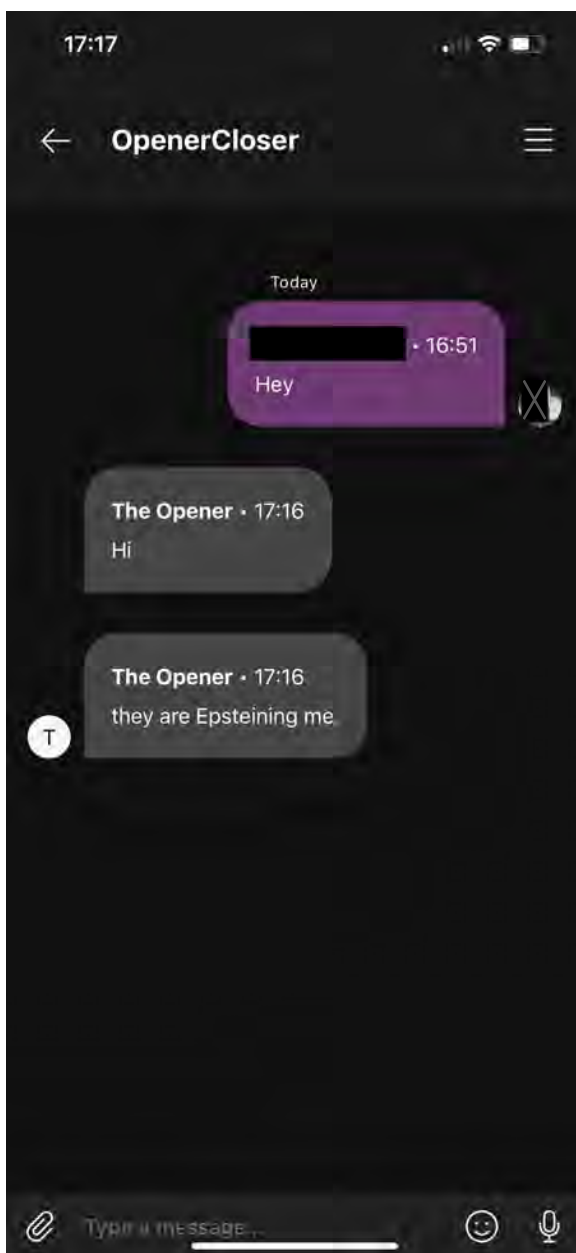 17:17
OpenerCloser
Today
• 16:51
Hey
The Opener • 17:16
Hi
The Opener • 17:16
they are Epsteining me
T
Type a message...